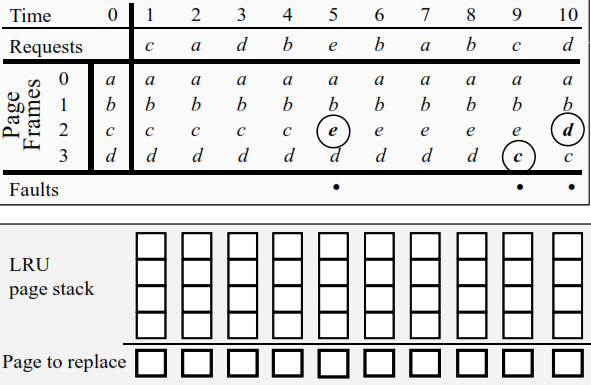 Time 0 1 2 3 4 5 6 7 8 9 10
Requests c a d b e b a b c d
Page Frames
0 a a a a a a a a a a a
1 b b b b b b b b b b b
2 c c c c c e e e e e d
3 d d d d d d d d d c c
Faults • • •
LRU
page stack
Page to replace